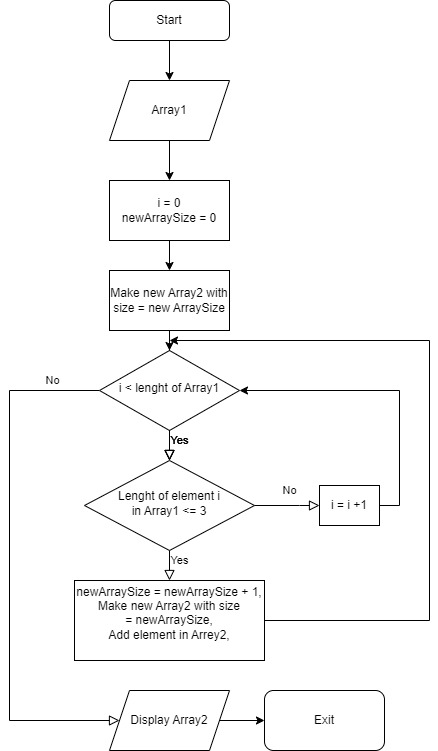 Start
Array1
i = 0
newArraySize = 0
Make new Array2 with
size = new ArraySize
i < lenght of Array1
No
Yes
Lenght of element i
in Array1 <= 3
No
i = i +1
Yes
newArraySize = newArraySize + 1,
Make new Array2 with size
= newArraySize,
Add element in Arrey2,
Display Array2
Exit